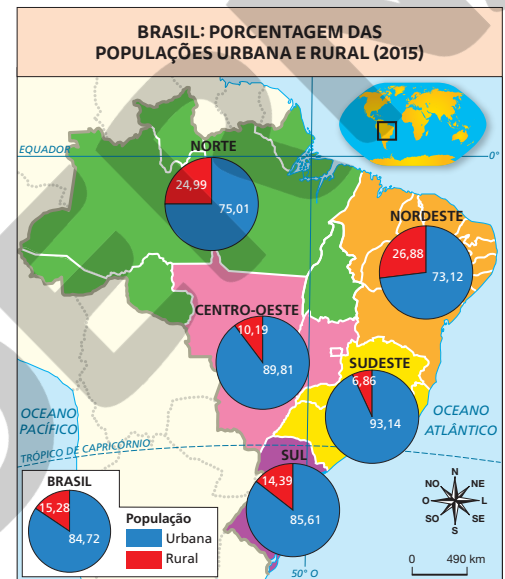 BRASIL: PORCENTAGEM DAS
POPULAÇÕES URBANA E RURAL (2015)
EQUADOR
0°
NORTE
24,99
75,01
NORDESTE
26,88
73,12
CENTRO-OESTE
10,19
89,81
SUDESTE
6,86
93,14
OCEANO
PACÍFICO
OCEANO
ATLÂNTICO
TRÓPICO DE CAPRICÓRNIO
SUL
14,39
85,61
BRASIL
15,28
84,72
População
Urbana
Rural
N
NO
NE
O
L
SO
SE
S
0 490 km
50° O